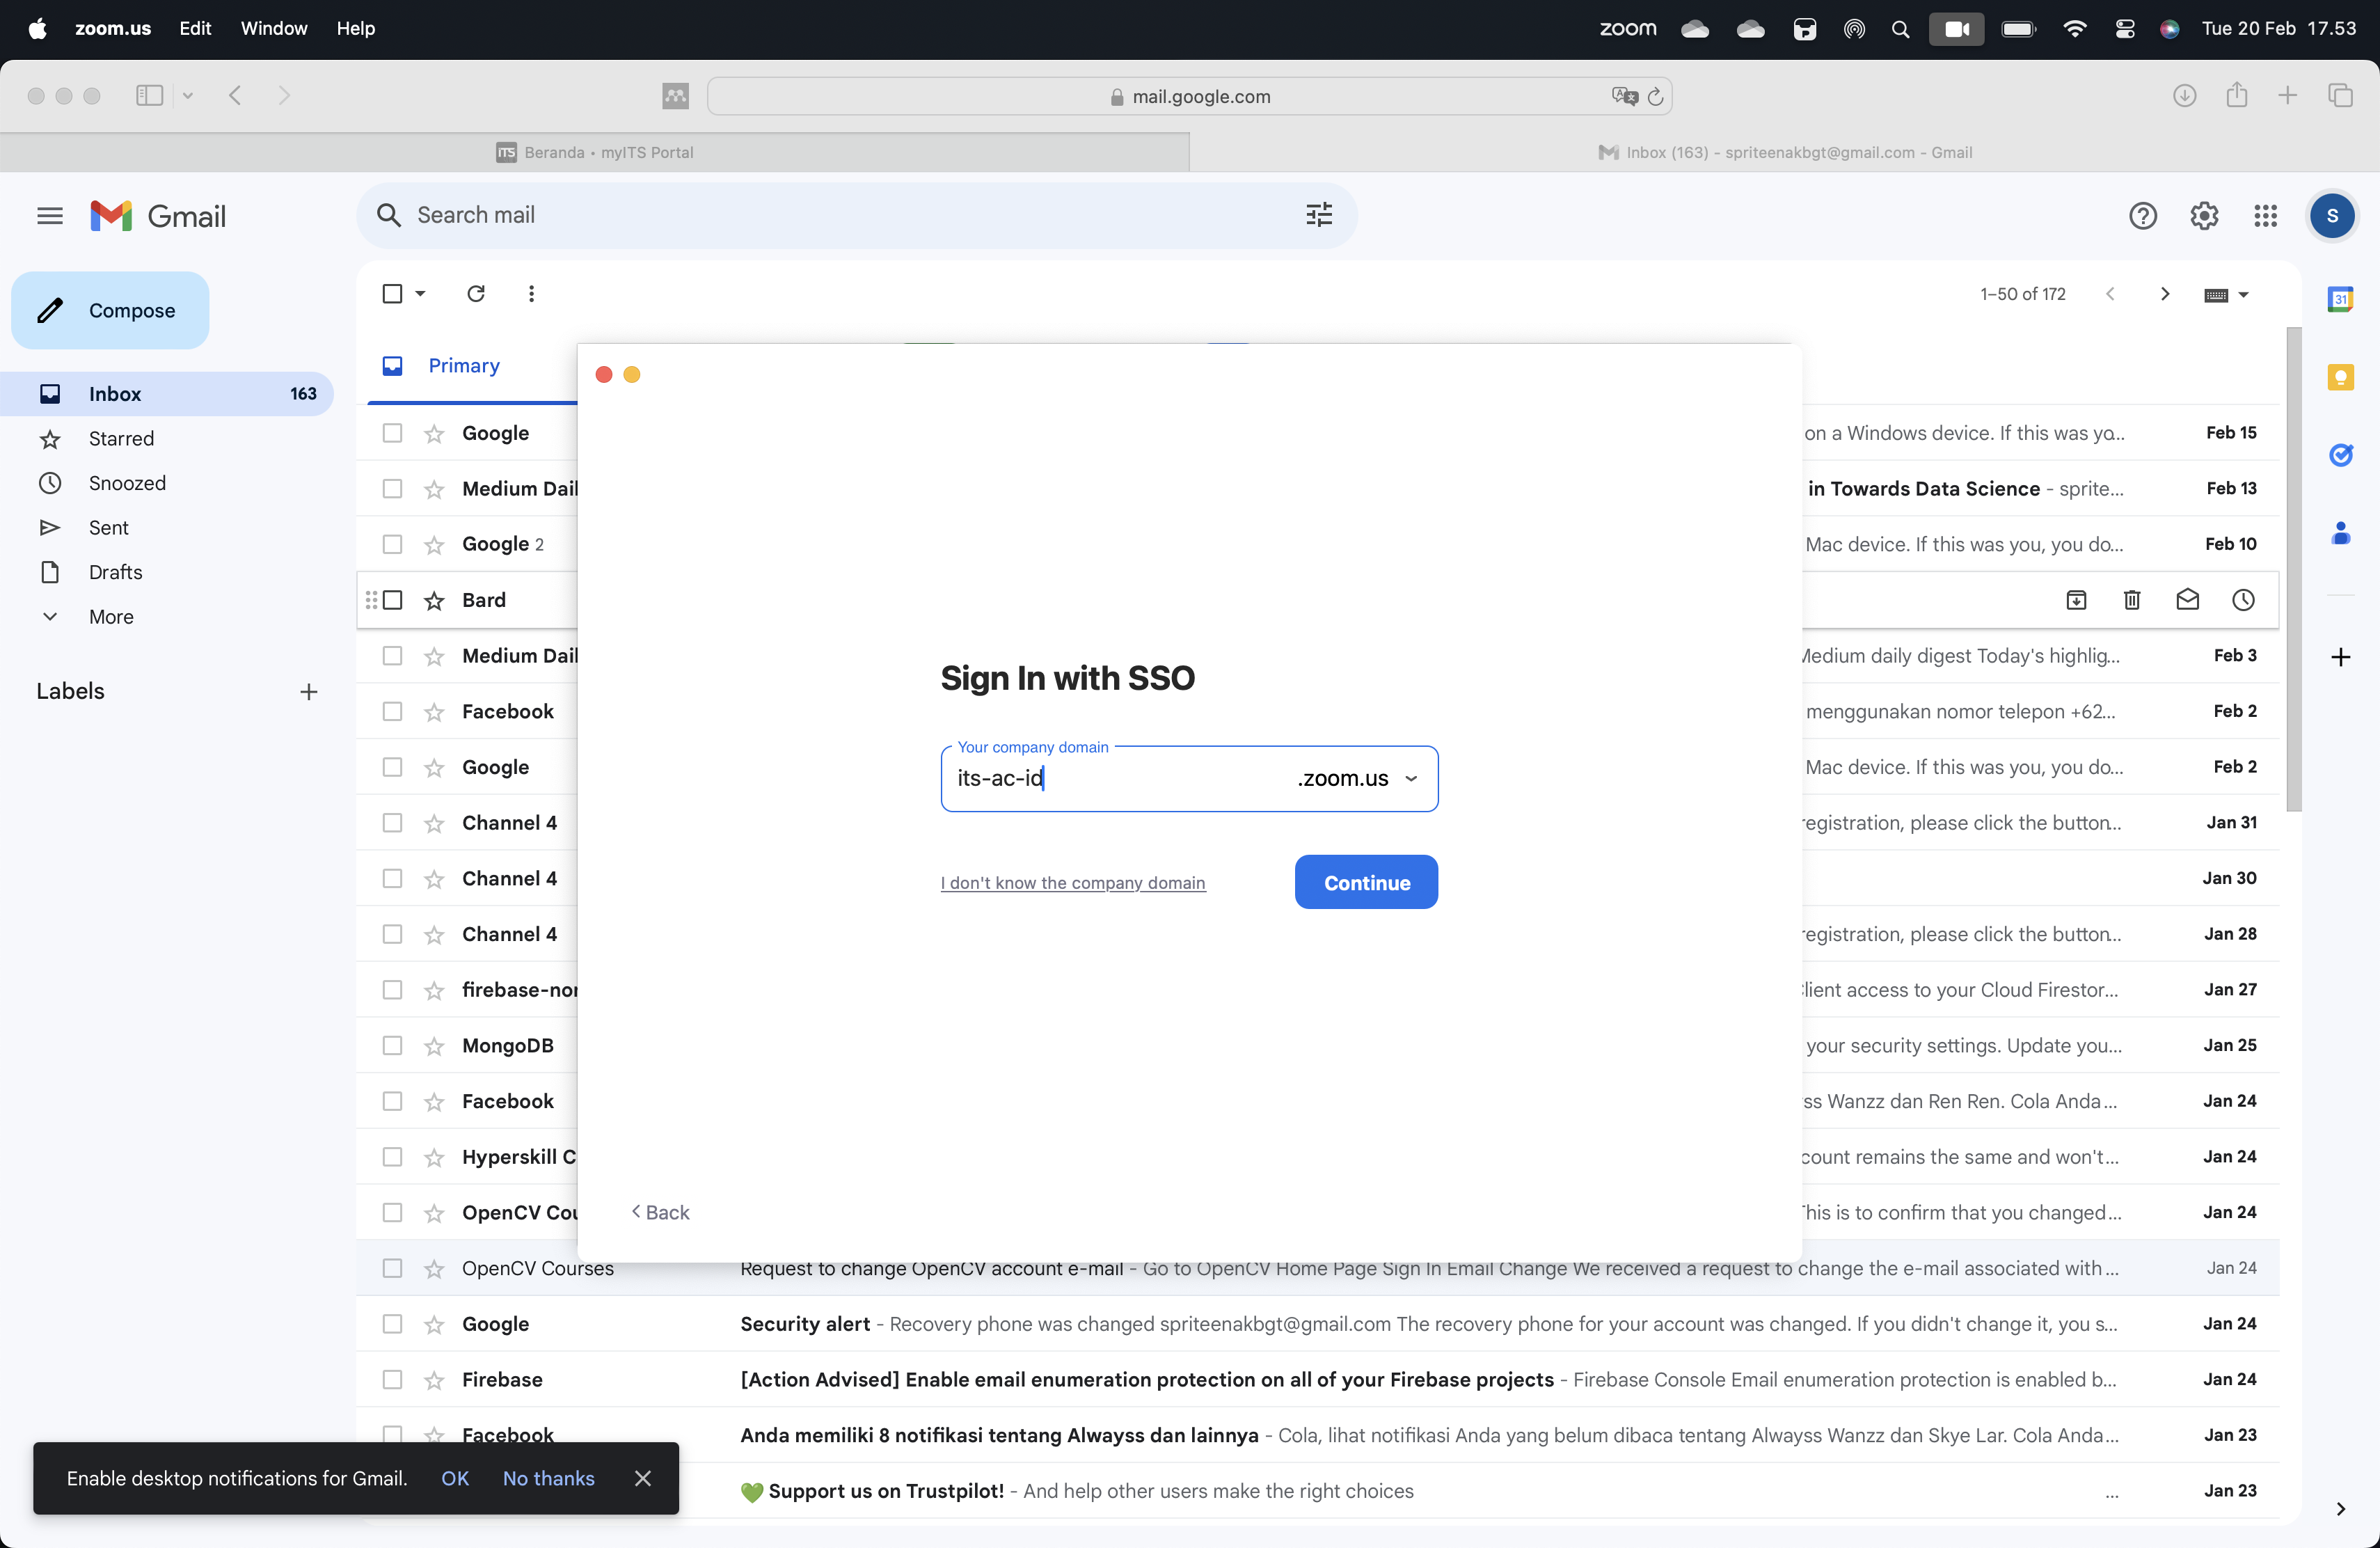 zoom.us Edit Window Help zoom Tue 20 Feb 17.53
mail.google.com
ITS Beranda • myITS Portal
Inbox (163) - spriteenakbgt@gmail.com - Gmail
Gmail
Search mail
S
Compose
1–50 of 172
31
Primary
Inbox 163
Starred
Snoozed
Sent
Drafts
More
Labels
Google on a Windows device. If this was yo... Feb 15
Medium Dail in Towards Data Science - sprite... Feb 13
Google 2 Mac device. If this was you, you do... Feb 10
Bard
Medium Dail Medium daily digest Today's highlig... Feb 3
Facebook menggunakan nomor telepon +62... Feb 2
Google Mac device. If this was you, you do... Feb 2
Channel 4 registration, please click the button... Jan 31
Channel 4 Jan 30
Channel 4 registration, please click the button... Jan 28
firebase-nor Client access to your Cloud Firestor... Jan 27
MongoDB your security settings. Update you... Jan 25
Facebook ss Wanzz dan Ren Ren. Cola Anda... Jan 24
Hyperskill C count remains the same and won't... Jan 24
OpenCV Cou This is to confirm that you changed... Jan 24
OpenCV Courses Request to change OpenCV account e-mail - Go to OpenCV Home Page Sign In Email Change We received a request to change the e-mail associated with... Jan 24
Google Security alert - Recovery phone was changed spriteenakbgt@gmail.com The recovery phone for your account was changed. If you didn't change it, you s... Jan 24
Firebase [Action Advised] Enable email enumeration protection on all of your Firebase projects - Firebase Console Email enumeration protection is enabled b... Jan 24
Facebook Anda memiliki 8 notifikasi tentang Alwayss dan lainnya - Cola, lihat notifikasi Anda yang belum dibaca tentang Alwayss Wanzz dan Skye Lar. Cola Anda... Jan 23
💚 Support us on Trustpilot! - And help other users make the right choices ... Jan 23
Sign In with SSO
Your company domain
its-ac-id .zoom.us
I don't know the company domain
Continue
Back
Enable desktop notifications for Gmail. OK No thanks